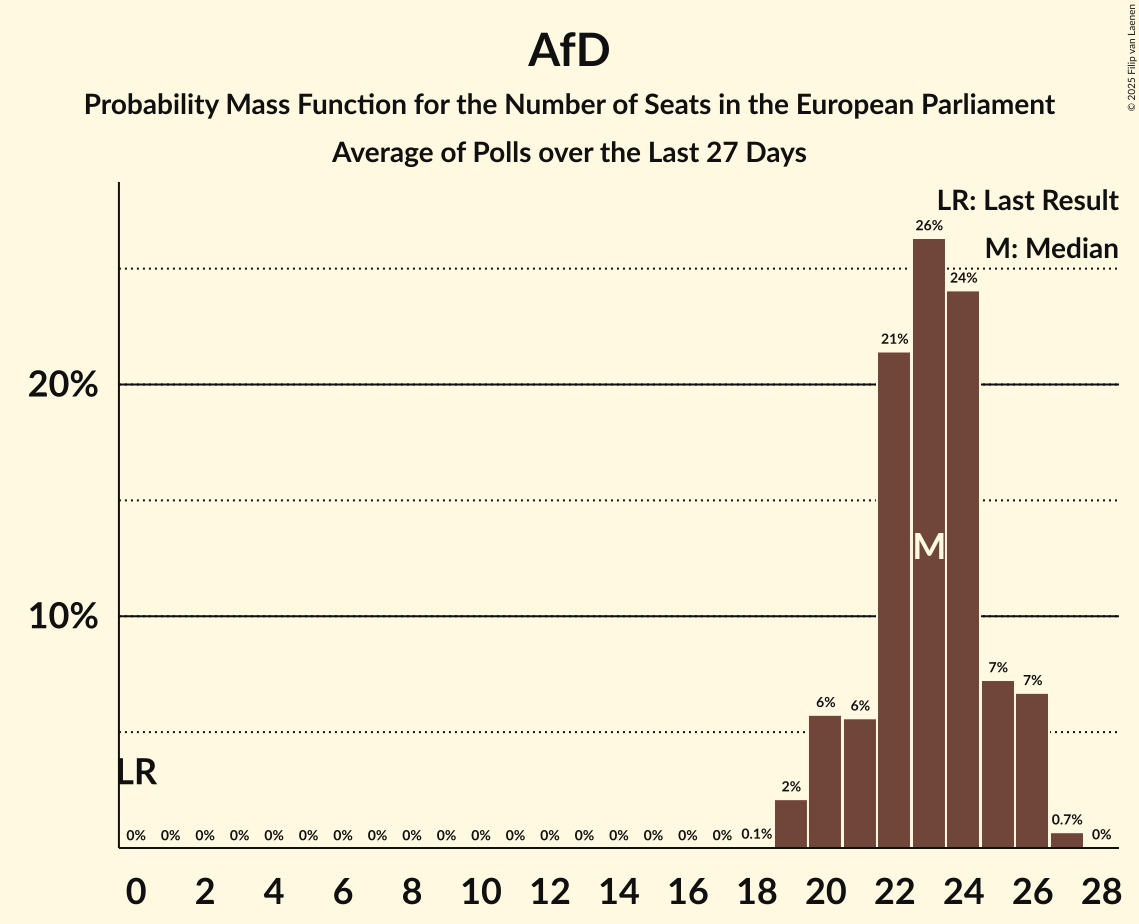 AfD
Probability Mass Function for the Number of Seats in the European Parliament
Average of Polls over the Last 27 Days
© 2025 Filip van Laenen
LR: Last Result
M: Median
26%
24%
21%
20%
M
10%
7%
7%
6%
6%
LR
2%
0% 0% 0% 0% 0% 0% 0% 0% 0% 0% 0% 0% 0% 0% 0% 0% 0% 0% 0.1% 0.7% 0%
0 2 4 6 8 10 12 14 16 18 20 22 24 26 28